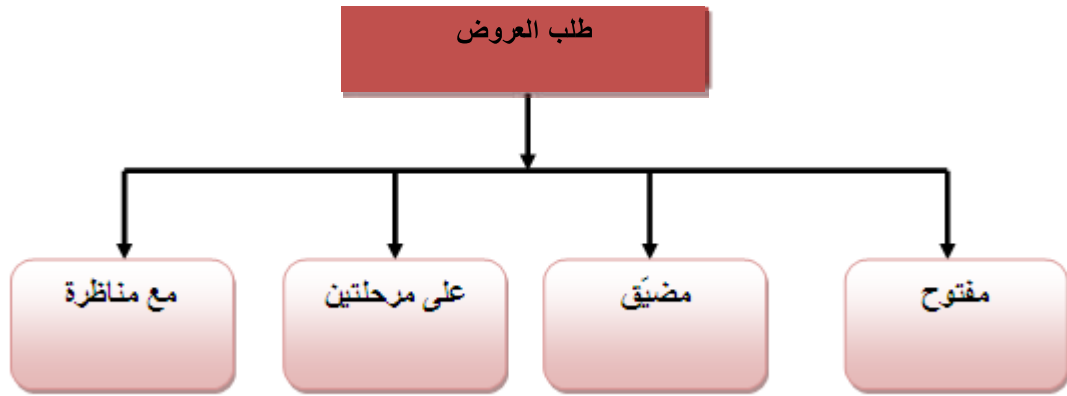 طلب العروض
مفتوح
مضيّق
على مرحلتين
مع مناظرة